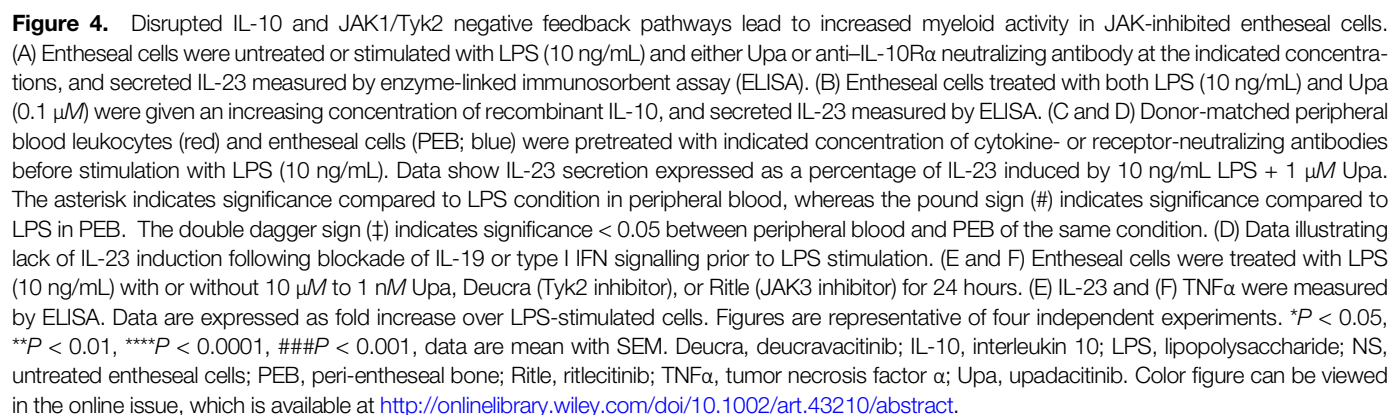 Figure 4. Disrupted IL-10 and JAK1/Tyk2 negative feedback pathways lead to increased myeloid activity in JAK-inhibited entheseal cells.
(A) Entheseal cells were untreated or stimulated with LPS (10 ng/mL) and either Upa or anti–IL-10Rα neutralizing antibody at the indicated concentra-
tions, and secreted IL-23 measured by enzyme-linked immunosorbent assay (ELISA). (B) Entheseal cells treated with both LPS (10 ng/mL) and Upa
(0.1 μM) were given an increasing concentration of recombinant IL-10, and secreted IL-23 measured by ELISA. (C and D) Donor-matched peripheral
blood leukocytes (red) and entheseal cells (PEB; blue) were pretreated with indicated concentration of cytokine- or receptor-neutralizing antibodies
before stimulation with LPS (10 ng/mL). Data show IL-23 secretion expressed as a percentage of IL-23 induced by 10 ng/mL LPS + 1 μM Upa.
The asterisk indicates significance compared to LPS condition in peripheral blood, whereas the pound sign (#) indicates significance compared to
LPS in PEB. The double dagger sign (‡) indicates significance < 0.05 between peripheral blood and PEB of the same condition. (D) Data illustrating
lack of IL-23 induction following blockade of IL-19 or type I IFN signalling prior to LPS stimulation. (E and F) Entheseal cells were treated with LPS
(10 ng/mL) with or without 10 μM to 1 nM Upa, Deucra (Tyk2 inhibitor), or Ritle (JAK3 inhibitor) for 24 hours. (E) IL-23 and (F) TNFα were measured
by ELISA. Data are expressed as fold increase over LPS-stimulated cells. Figures are representative of four independent experiments. *P < 0.05,
**P < 0.01, ****P < 0.0001, ###P < 0.001, data are mean with SEM. Deucra, deucravacitinib; IL-10, interleukin 10; LPS, lipopolysaccharide; NS,
untreated entheseal cells; PEB, peri-entheseal bone; Ritle, ritlecitinib; TNFα, tumor necrosis factor α; Upa, upadacitinib. Color figure can be viewed
in the online issue, which is available at http://onlinelibrary.wiley.com/doi/10.1002/art.43210/abstract.